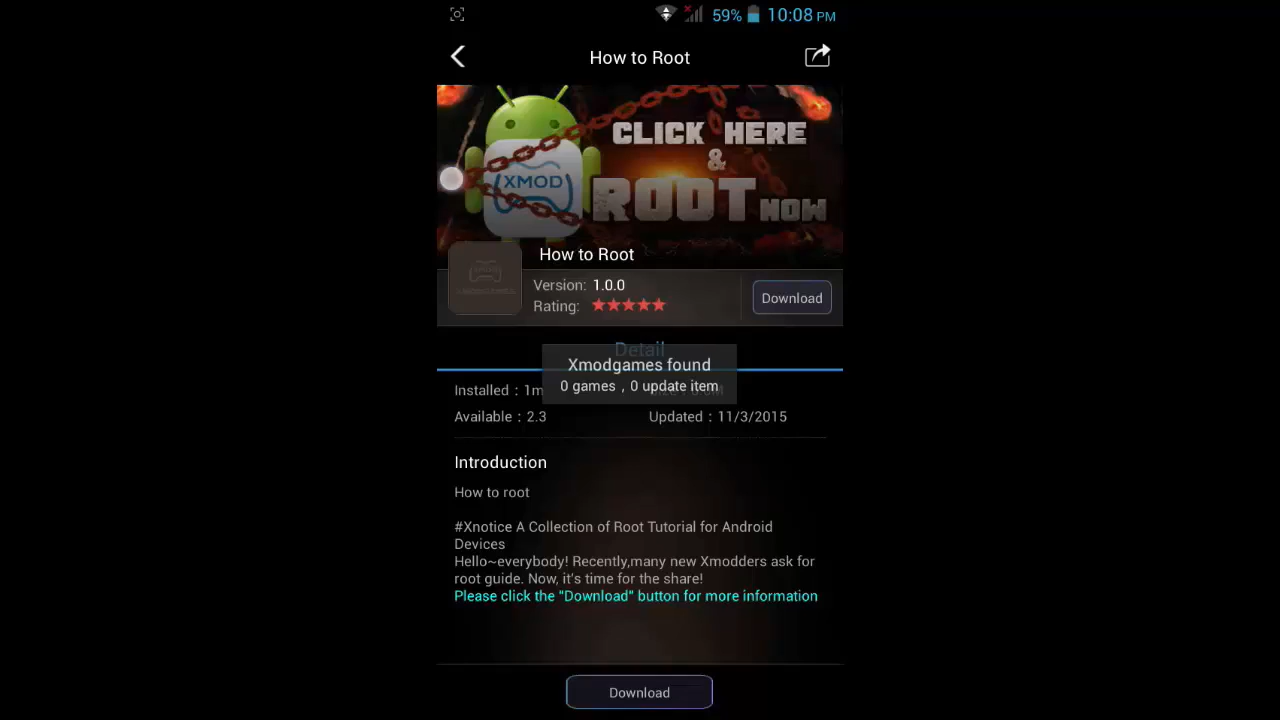 59% 10:08 PM
How to Root
CLICK HERE
&
XMOD
ROOT NOW
How to Root
Version: 1.0.0
Rating:
Download
Detail
Xmodgames found
0 games , 0 update item
Installed : 1m
Available : 2.3
Updated : 11/3/2015
Introduction
How to root
#Xnotice A Collection of Root Tutorial for Android
Devices
Hello~everybody! Recently,many new Xmodders ask for
root guide. Now, it's time for the share!
Please click the "Download" button for more information
Download